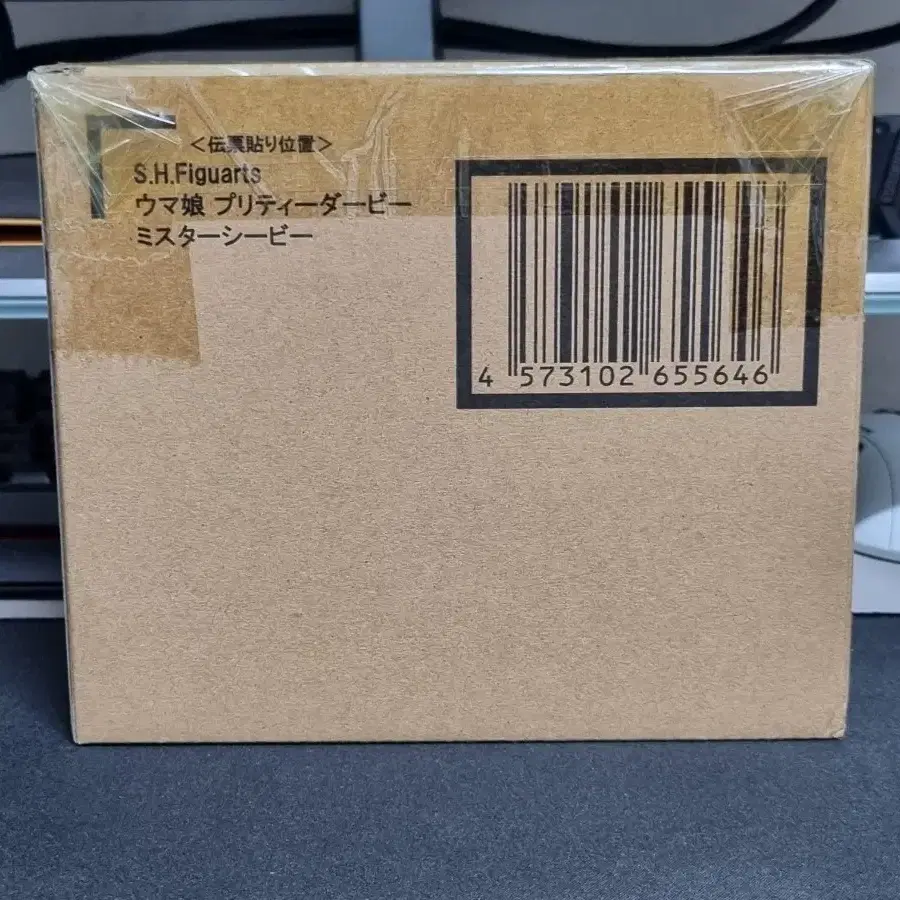 ＜伝票貼り位置＞
S.H.Figuarts
ウマ娘 プリティーダービー
ミスターシービー
4 573102 655646